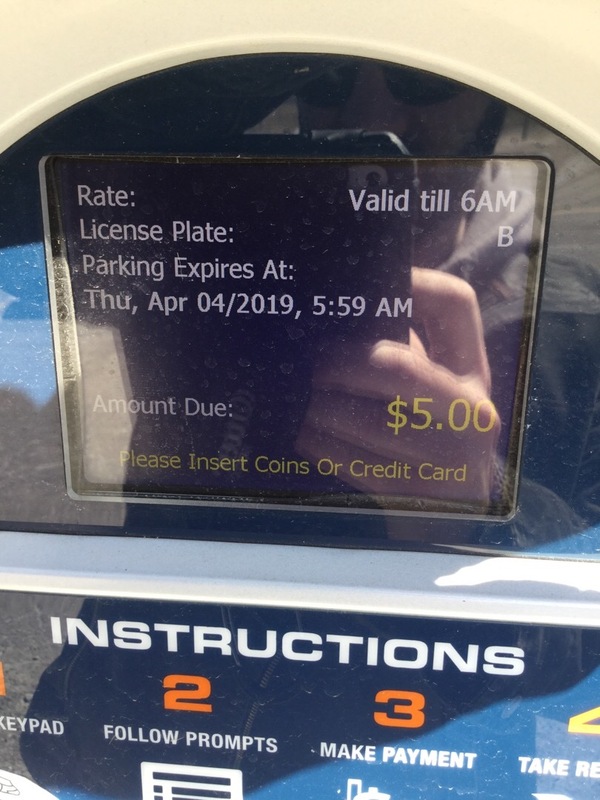 Rate: Valid till 6AM
License Plate: B
Parking Expires At:
Thu, Apr 04/2019, 5:59 AM
Amount Due: $5.00
Please Insert Coins Or Credit Card
INSTRUCTIONS
2 3
KEYPAD FOLLOW PROMPTS MAKE PAYMENT TAKE